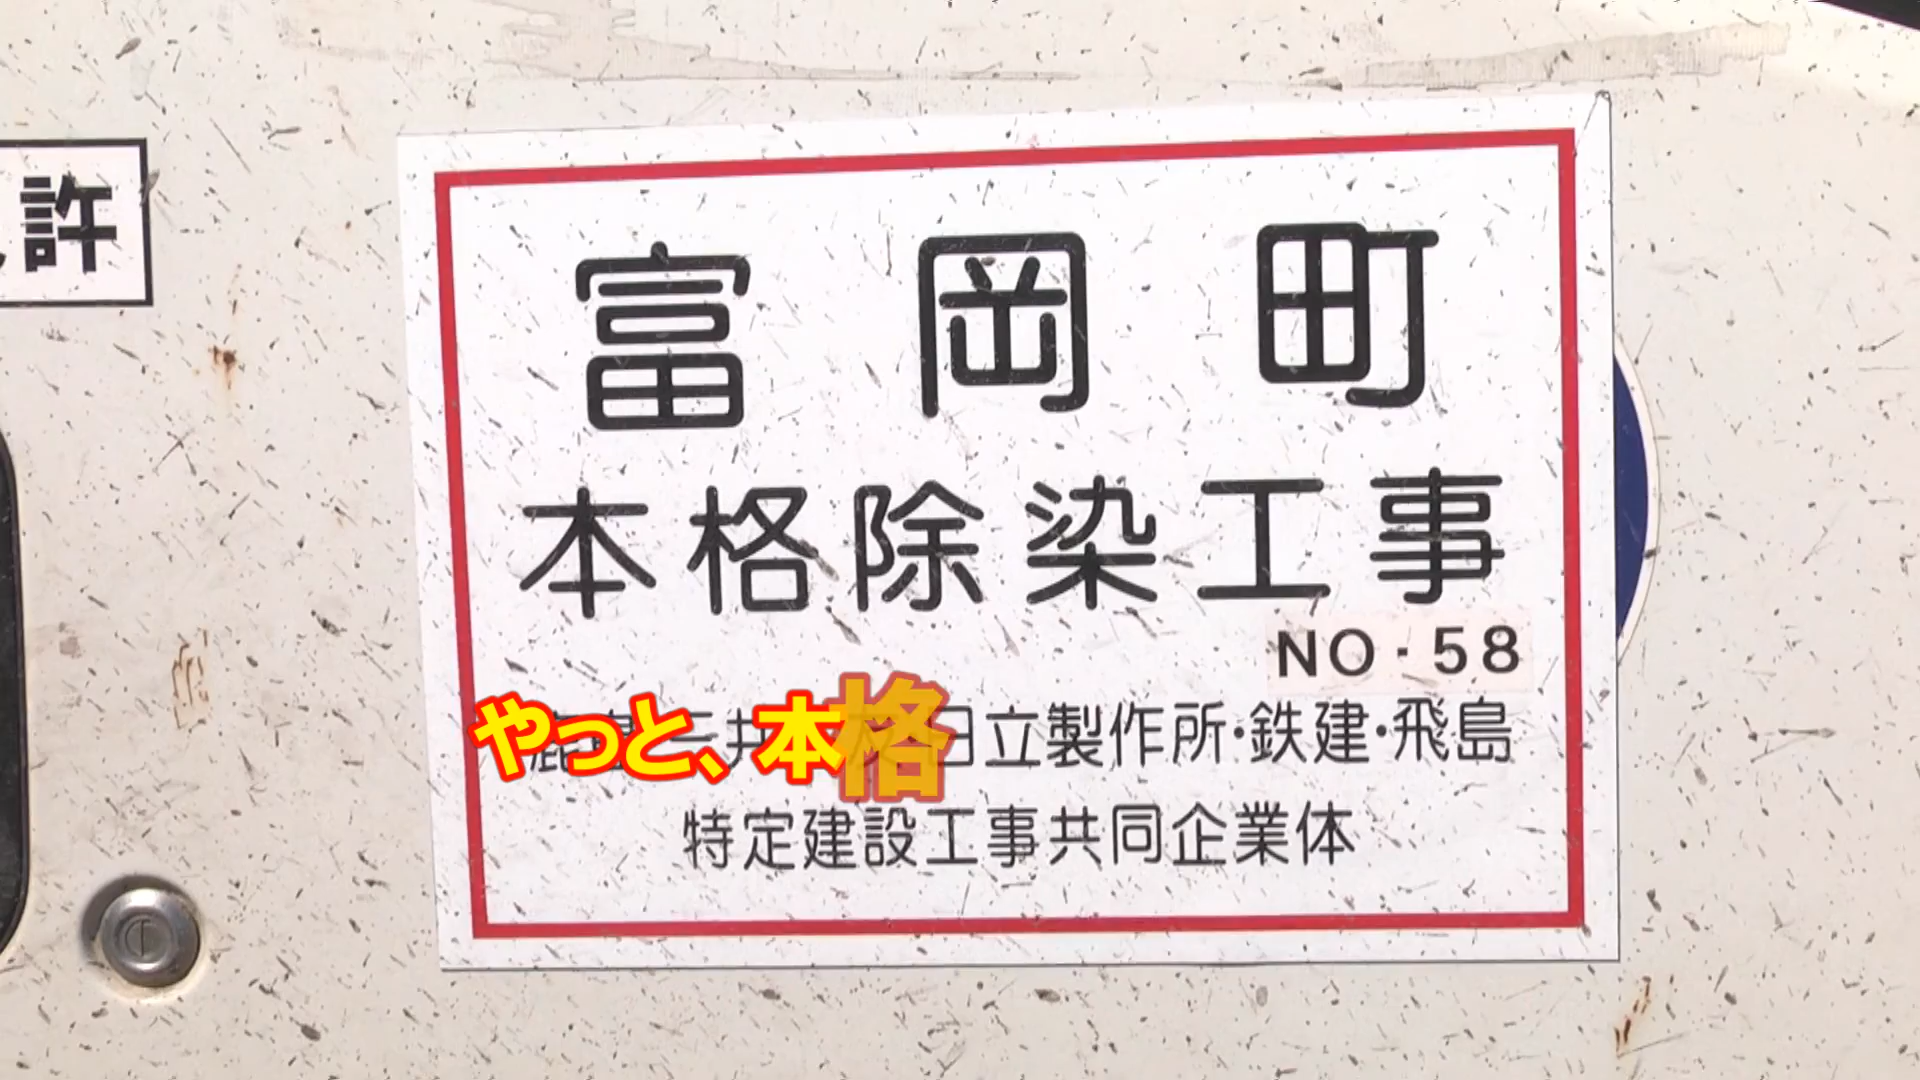 許
富岡町
本格除染工事
NO・58
やっと、本格
日立製作所・鉄建・飛島
特定建設工事共同企業体